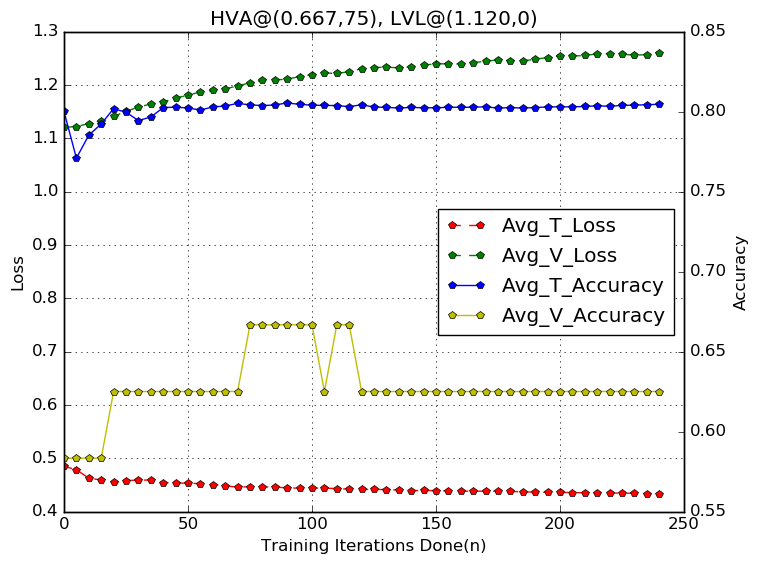 HVA@(0.667,75), LVL@(1.120,0)
1.3
1.2
1.1
1.0
0.9
0.8
0.7
0.6
0.5
0.4
Loss
0.85
0.80
0.75
0.70
0.65
0.60
0.55
Accuracy
Avg_T_Loss
Avg_V_Loss
Avg_T_Accuracy
Avg_V_Accuracy
0 50 100 150 200 250
Training Iterations Done(n)